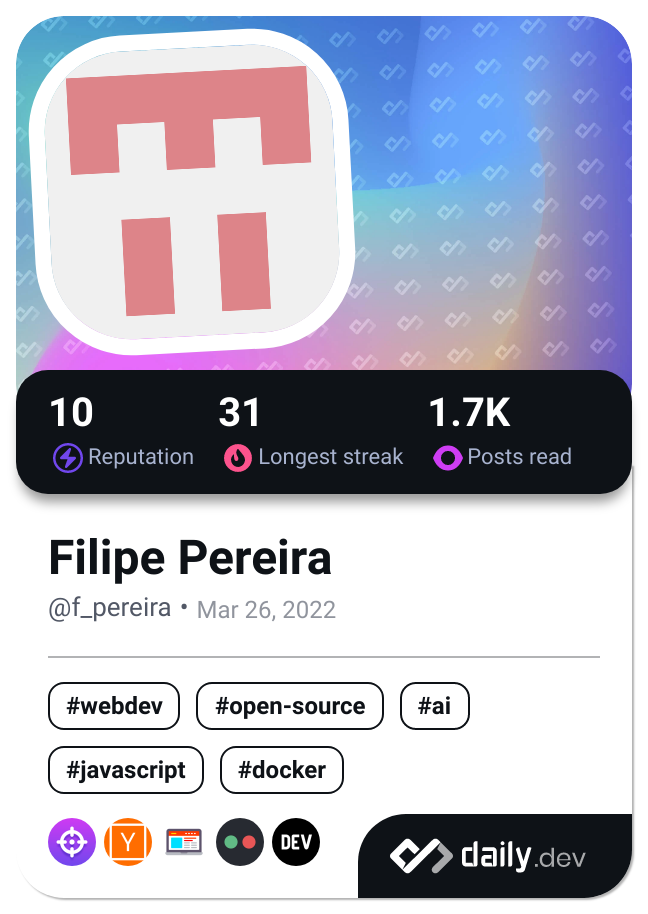 10 31 1.7K
Reputation Longest streak Posts read
Filipe Pereira
@f_pereira • Mar 26, 2022
#webdev #open-source #ai
#javascript #docker
Y DEV
daily.dev